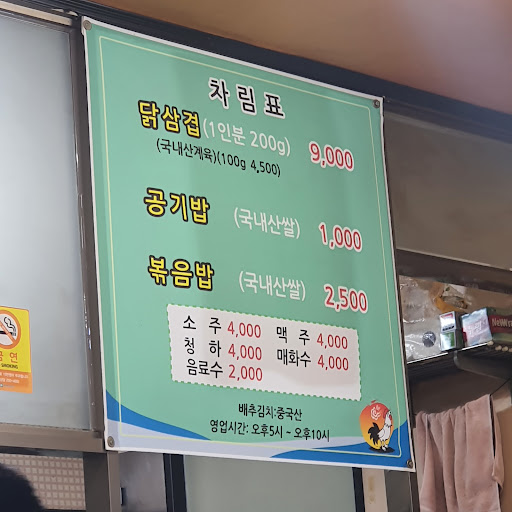 차림표
닭삼겹(1인분 200g) 9,000
(국내산계육)(100g 4,500)
공기밥 (국내산쌀) 1,000
볶음밥 (국내산쌀) 2,500
소주 4,000 맥주 4,000
청하 4,000 매화수 4,000
음료수 2,000
배추김치:중국산
영업시간: 오후5시 ~ 오후10시
금연